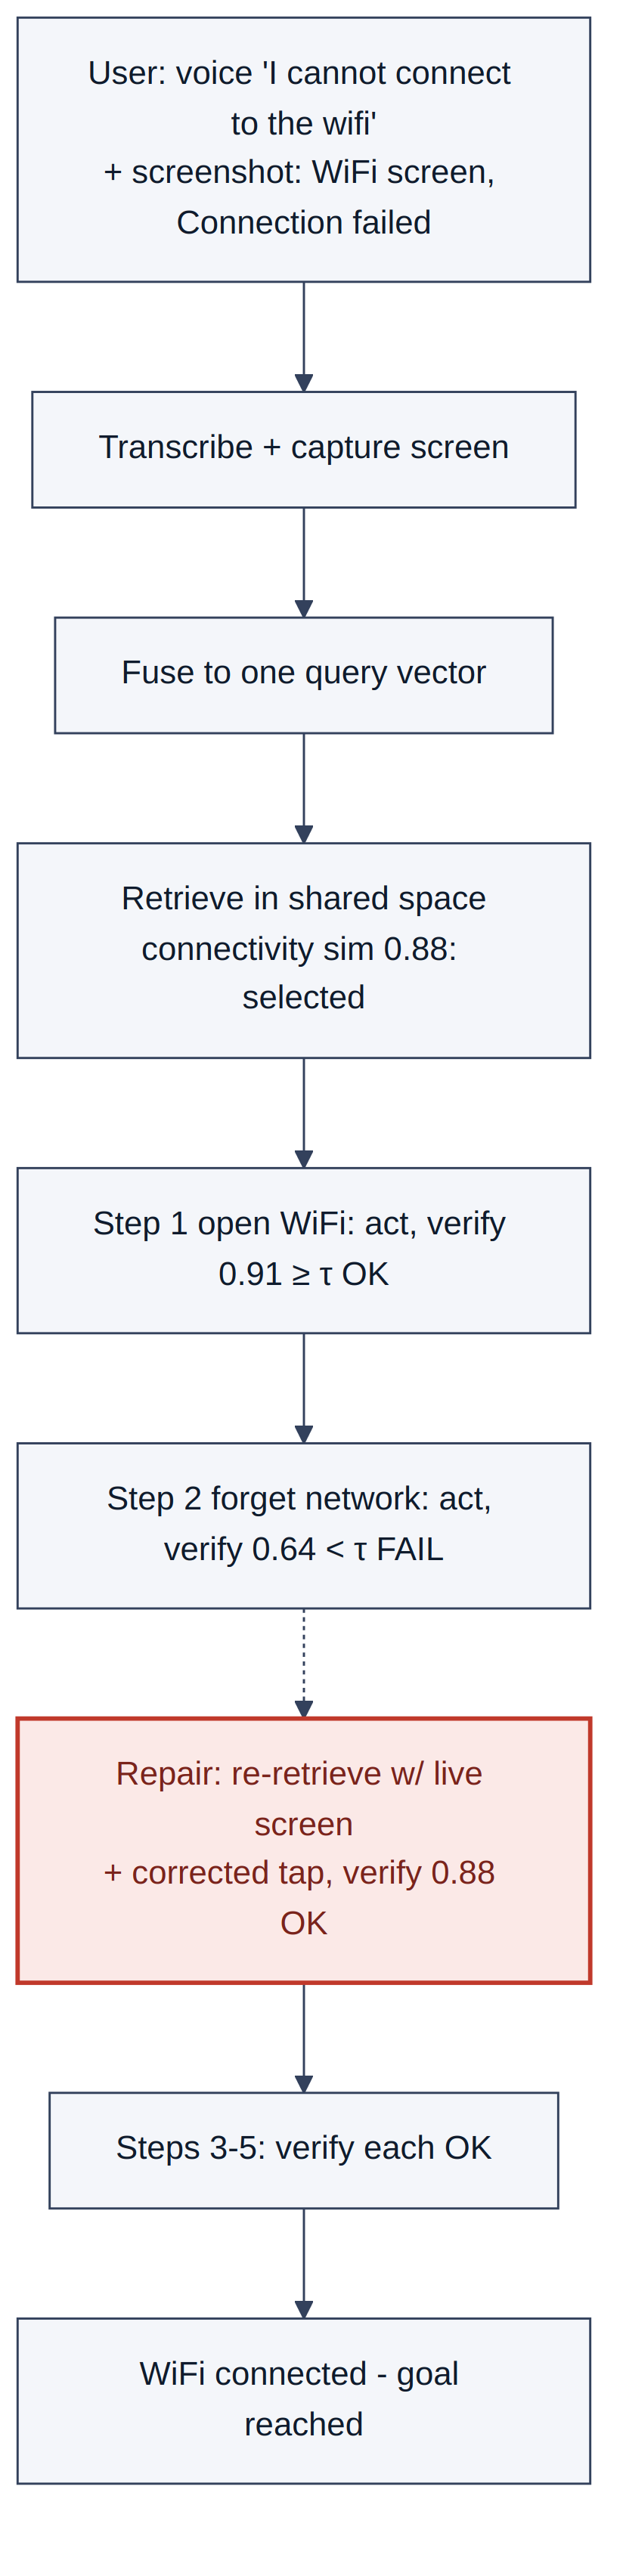 User: voice 'I cannot connect
to the wifi'
+ screenshot: WiFi screen,
Connection failed
Transcribe + capture screen
Fuse to one query vector
Retrieve in shared space
connectivity sim 0.88:
selected
Step 1 open WiFi: act, verify
0.91 ≥ τ OK
Step 2 forget network: act,
verify 0.64 < τ FAIL
Repair: re-retrieve w/ live
screen
+ corrected tap, verify 0.88
OK
Steps 3-5: verify each OK
WiFi connected - goal
reached